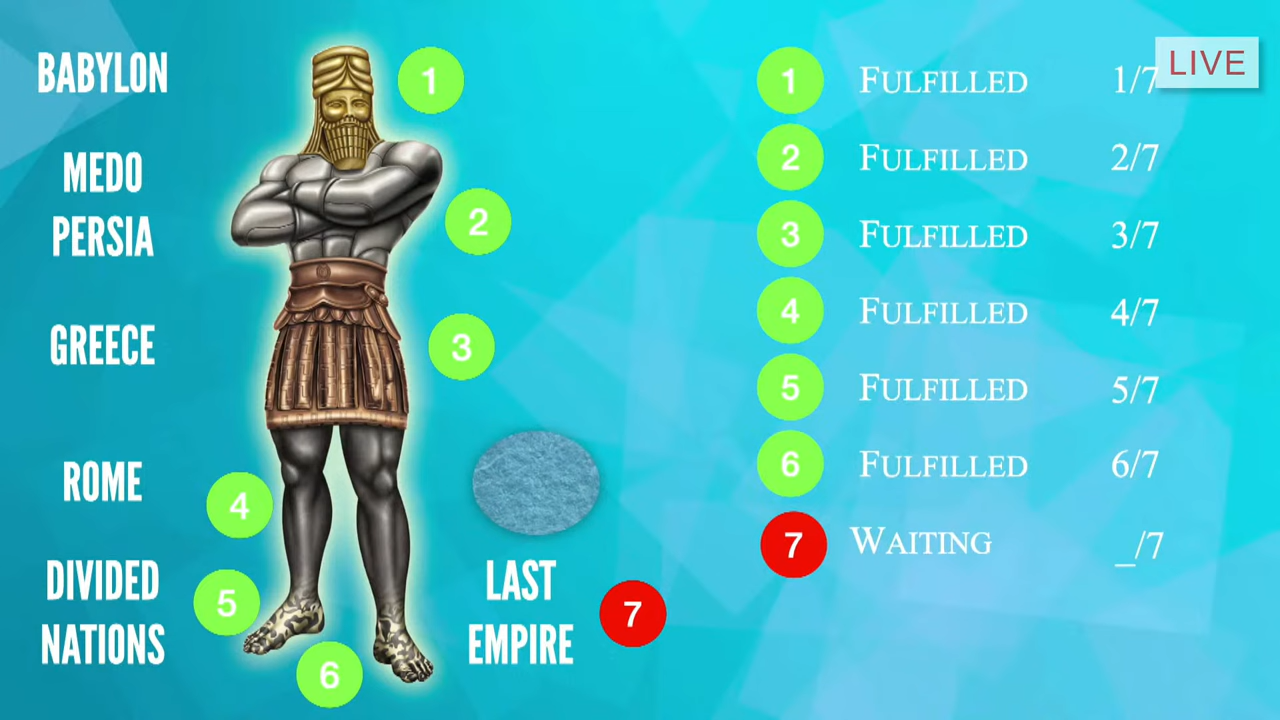 BABYLON
1
MEDO
PERSIA
2
GREECE
3
ROME
4
DIVIDED
NATIONS
5
6
LAST
EMPIRE
7
1 FULFILLED 1/7
2 FULFILLED 2/7
3 FULFILLED 3/7
4 FULFILLED 4/7
5 FULFILLED 5/7
6 FULFILLED 6/7
7 WAITING _/7
LIVE